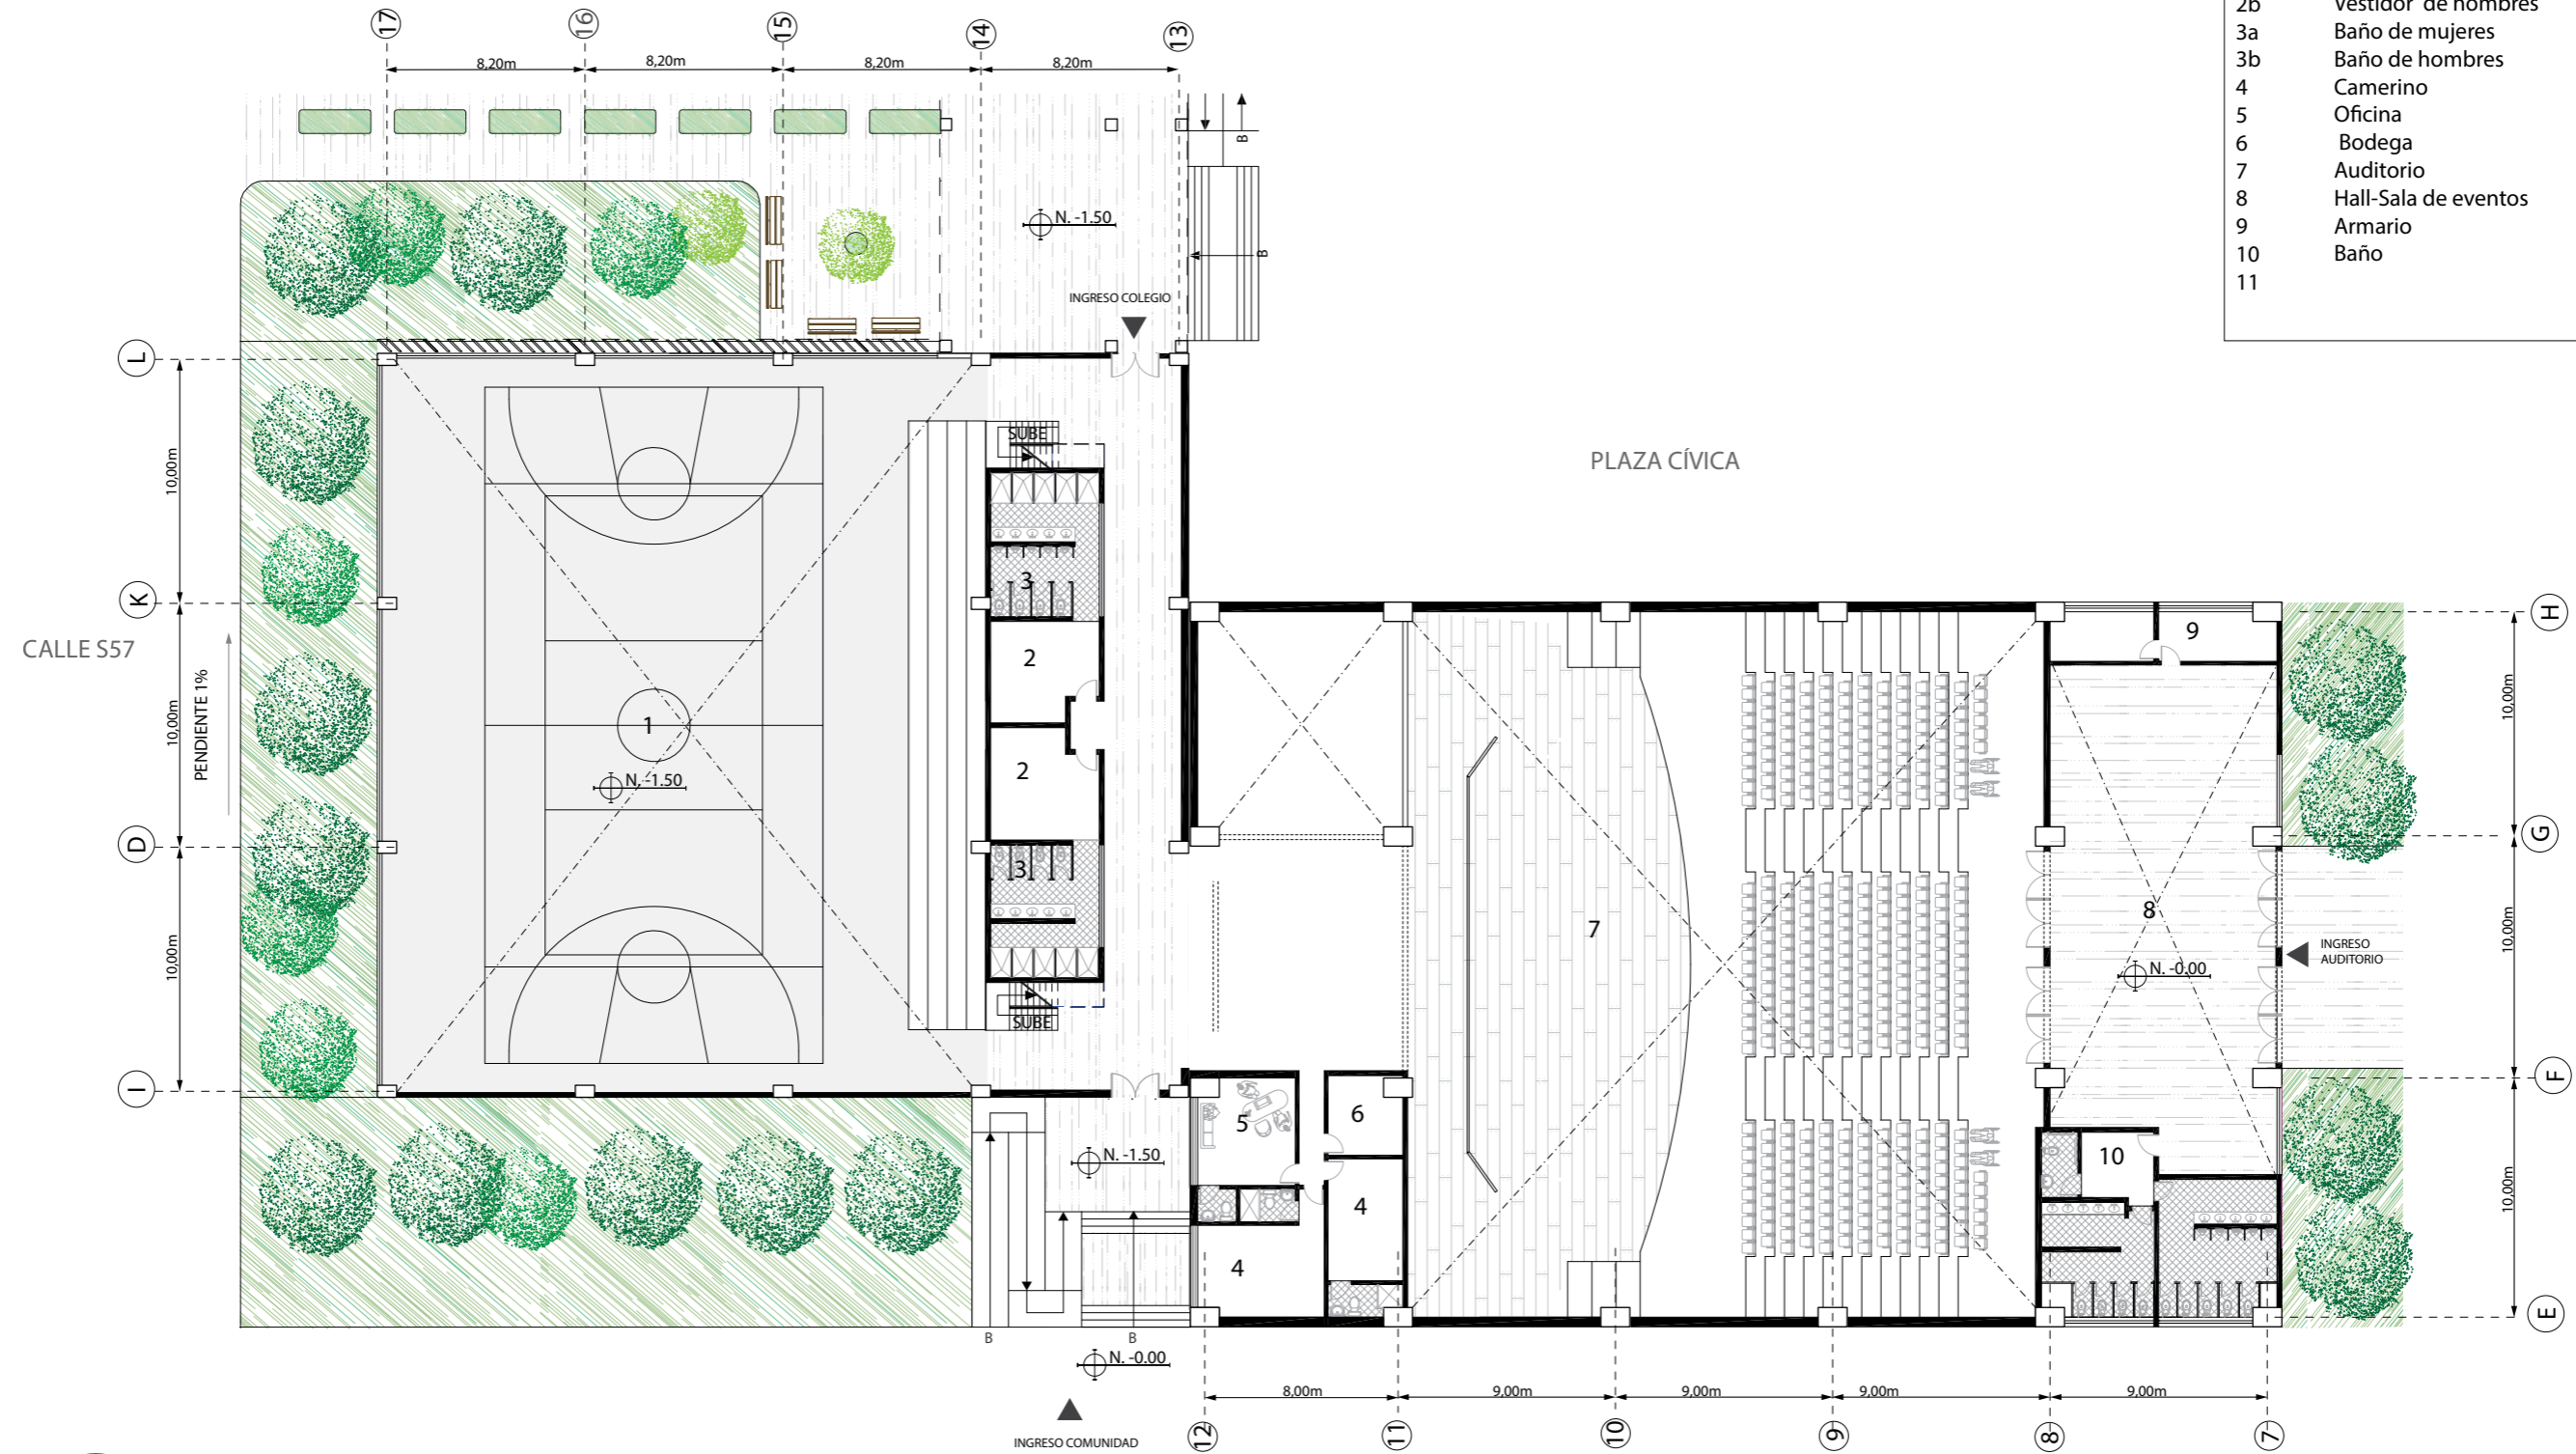 17
16
15
14
13
8,20m
8,20m
8,20m
8,20m
2b Vestidor de hombres
3a Baño de mujeres
3b Baño de hombres
4 Camerino
5 Oficina
6 Bodega
7 Auditorio
8 Hall-Sala de eventos
9 Armario
10 Baño
11
B
B
N. -1.50
INGRESO COLEGIO
L
K
D
I
10,00m
10,00m
10,00m
CALLE S57
PENDIENTE 1%
PLAZA CÍVICA
SUBE
3
2
2
3
SUBE
1
N. -1.50
9
7
8
N. -0.00
INGRESO
AUDITORIO
H
G
F
E
10,00m
10,00m
10,00m
5
6
4
4
10
N. -1.50
B
B
N. -0.00
INGRESO COMUNIDAD
8,00m
9,00m
9,00m
9,00m
9,00m
12
11
10
9
8
7